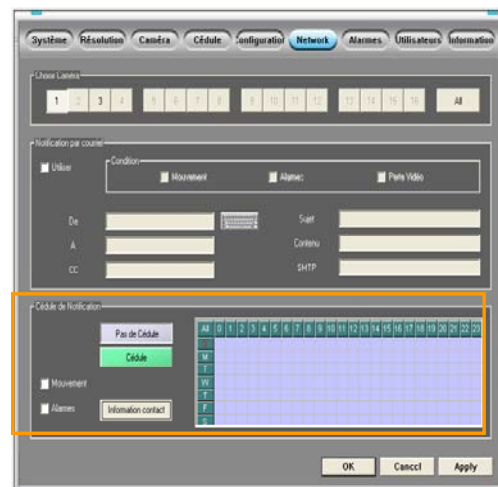 Système Résolution Caméra Cédule Configuration Network Alarmes Utilisateurs Information
Choisir Caméra
1 2 3 4 5 6 7 8 9 10 11 12 13 14 15 16 All
Notification par courriel
Utiliser
Condition
Mouvement Alarmes Perte Vidéo
De Sujet
A Contenu
CC SMTP
Cédule de Notification
Pas de Cédule
Cédule
Mouvement
Alarmes Information contact
All 0 1 2 3 4 5 6 7 8 9 10 11 12 13 14 15 16 17 18 19 20 21 22 23
M
T
W
T
F
S
OK Cancel Apply